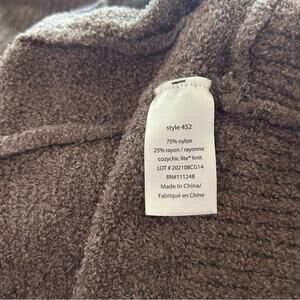 style 452
75% nylon
25% rayon / rayonne
cozychic lite® knit
LOT # 202108CG14
RN#111248
Made In China/
Fabriqué en Chine